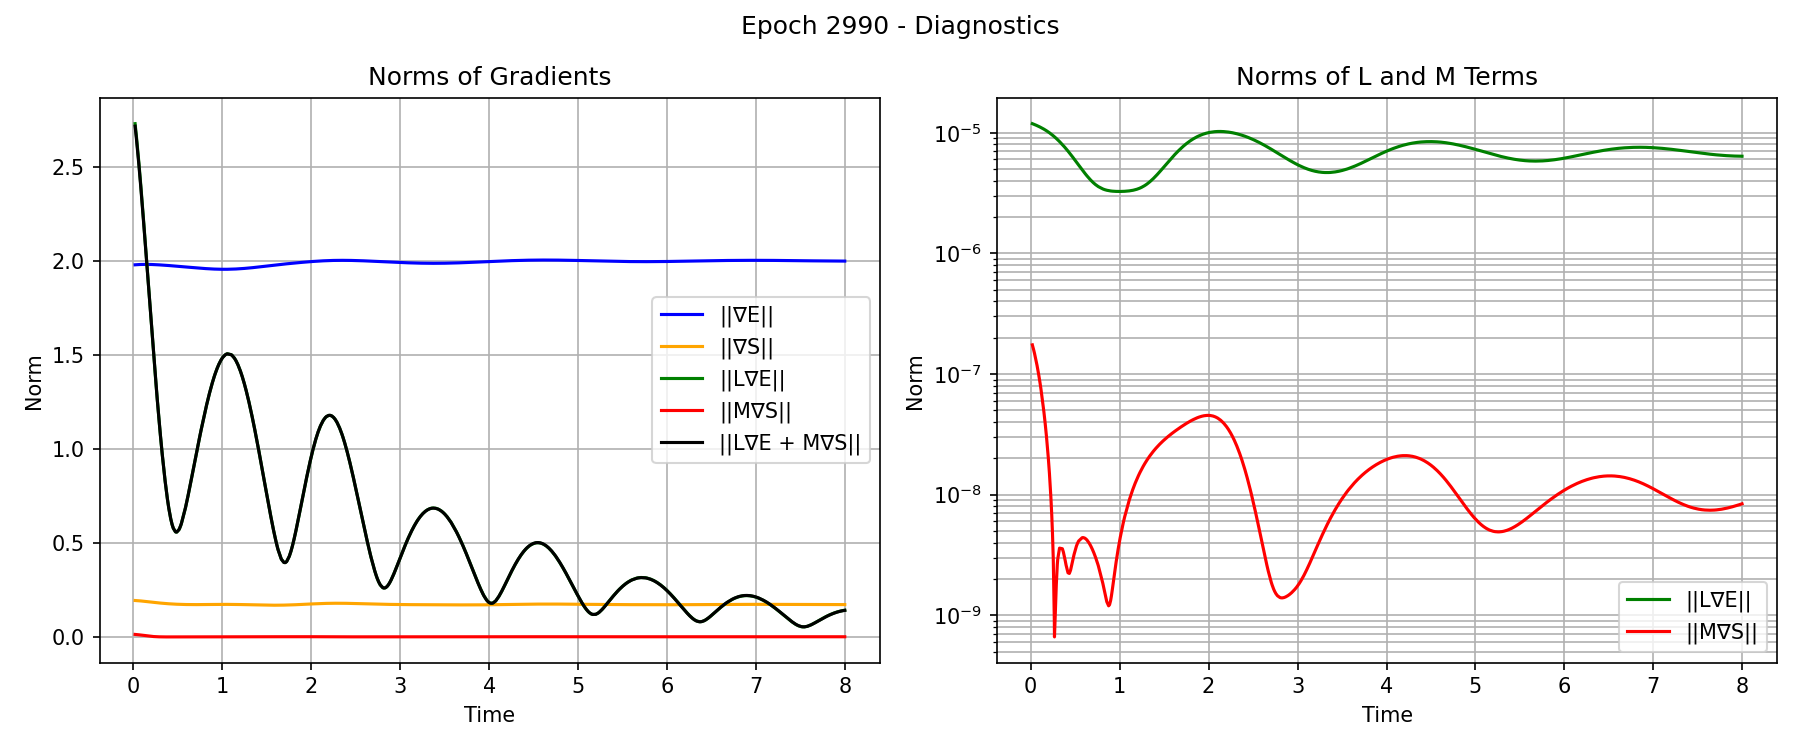 Epoch 2990 - Diagnostics
Norms of Gradients
Norm
2.5
2.0
1.5
1.0
0.5
0.0
0 1 2 3 4 5 6 7 8
Time
||∇E||
||∇S||
||L∇E||
||M∇S||
||L∇E + M∇S||
Norms of L and M Terms
Norm
10⁻⁵
10⁻⁶
10⁻⁷
10⁻⁸
10⁻⁹
0 1 2 3 4 5 6 7 8
Time
||L∇E||
||M∇S||